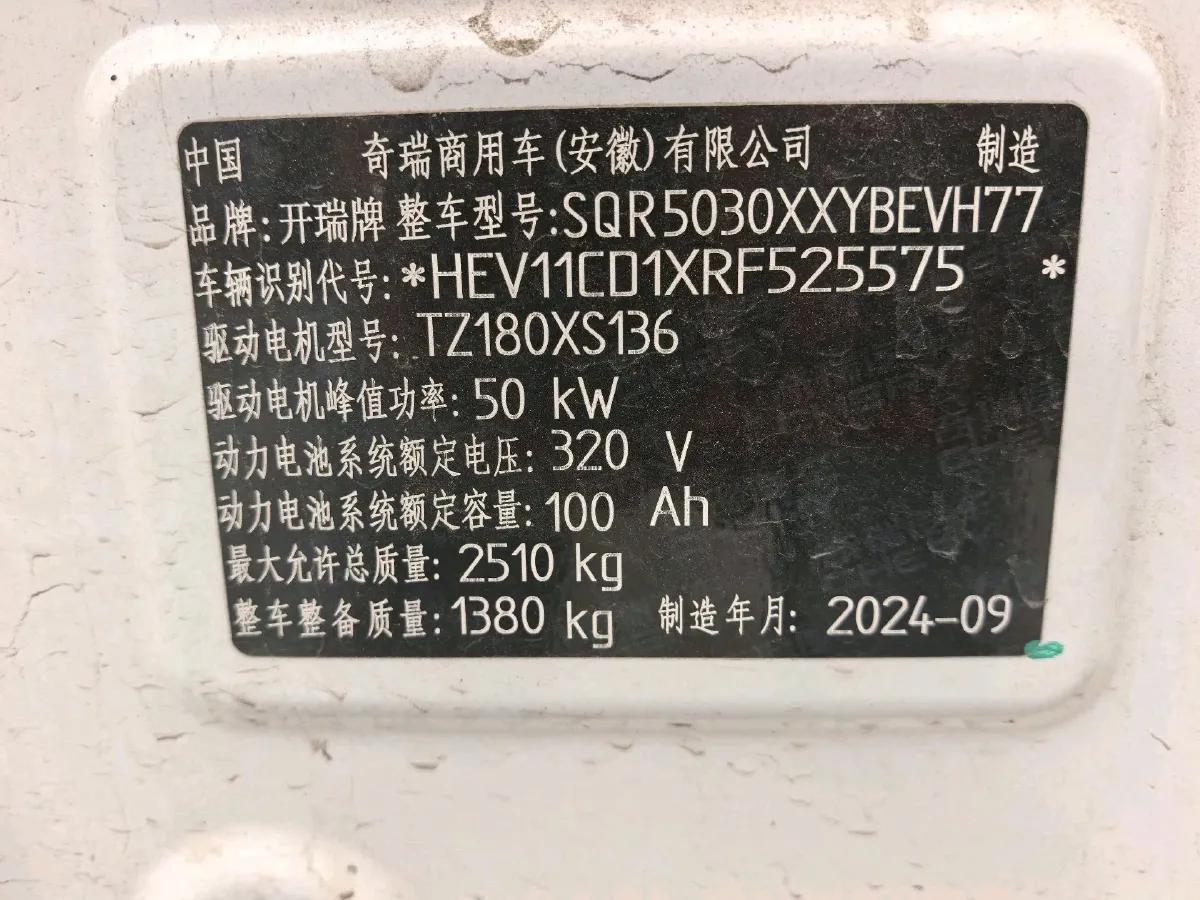 中国 奇瑞商用车(安徽)有限公司 制造
品牌:开瑞牌 整车型号:SQR5030XXYBEVH77
车辆识别代号:*HEV11CD1XRF525575 *
驱动电机型号: TZ180XS136
驱动电机峰值功率:50 kW
动力电池系统额定电压:320 V
动力电池系统额定容量:100 Ah
最大允许总质量: 2510 kg
整车整备质量:1380 kg 制造年月: 2024-09